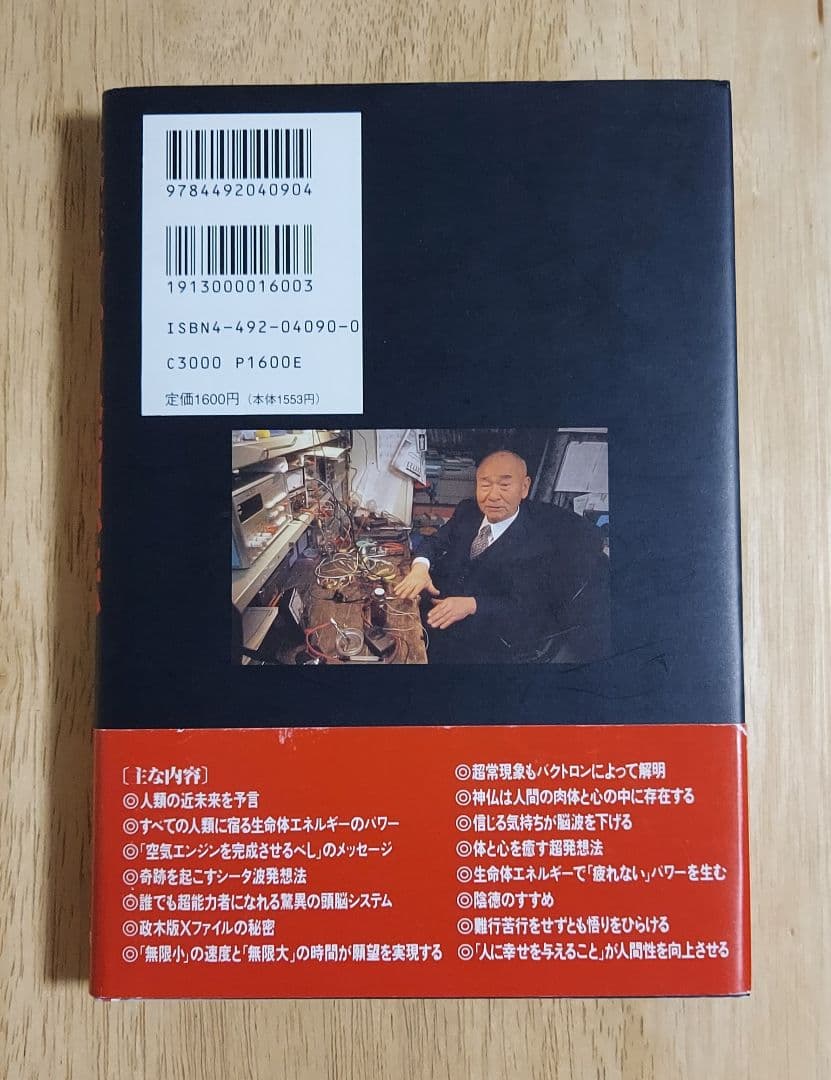 9784492040904
1913000016003
ISBN4-492-04090-0
C3000 P1600E
定価1600円（本体1553円）
［主な内容］
◎人類の近未来を予言
◎すべての人類に宿る生命体エネルギーのパワー
◎「空気エンジンを完成させるべし」のメッセージ
◎奇跡を起こすシータ波発想法
◎誰でも超能力者になれる驚異の頭脳システム
◎政木版Xファイルの秘密
◎「無限小」の速度と「無限大」の時間が願望を実現する
◎超常現象もバクトロンによって解明
◎神仏は人間の肉体と心の中に存在する
◎信じる気持ちが脳波を下げる
◎体と心を癒す超発想法
◎生命体エネルギーで「疲れない」パワーを生む
◎陰徳のすすめ
◎難行苦行をせずとも悟りをひらける
◎「人に幸せを与えること」が人間性を向上させる